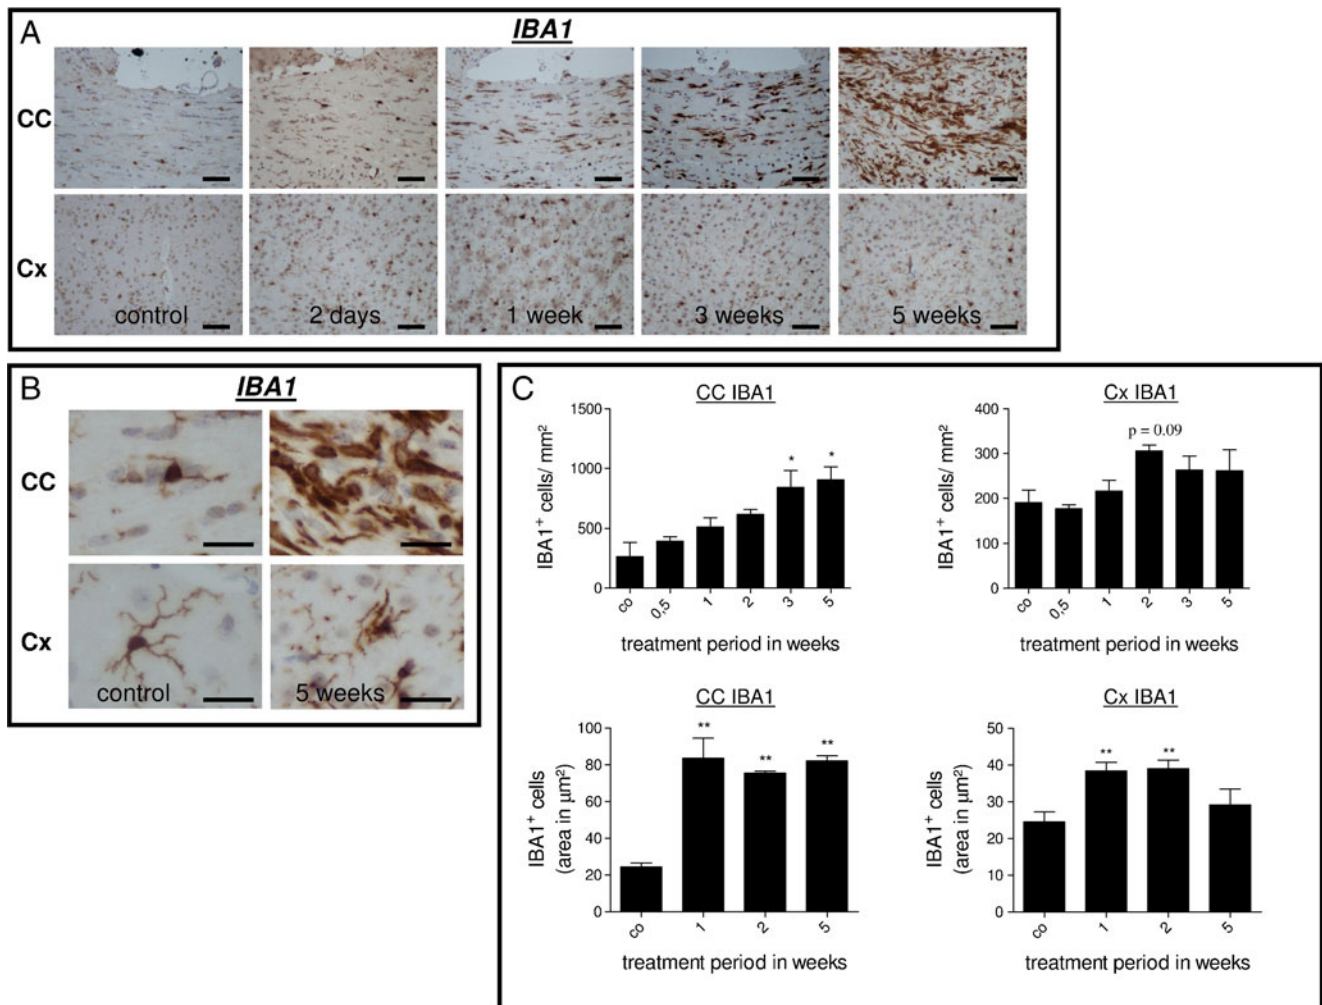 A
IBA1
CC
Cx
control
2 days
1 week
3 weeks
5 weeks
B
IBA1
CC
Cx
control
5 weeks
C
CC IBA1
IBA1⁺ cells/ mm²
1500
1000
500
0
*
*
co
0,5
1
2
3
5
treatment period in weeks
Cx IBA1
IBA1⁺ cells/ mm²
400
300
200
100
0
p = 0.09
co
0,5
1
2
3
5
treatment period in weeks
CC IBA1
IBA1⁺ cells
(area in µm²)
100
80
60
40
20
0
**
**
**
co
1
2
5
treatment period in weeks
Cx IBA1
IBA1⁺ cells
(area in µm²)
50
40
30
20
10
0
**
**
co
1
2
5
treatment period in weeks